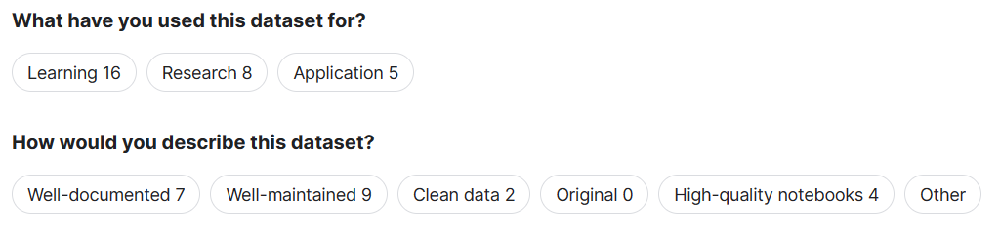 What have you used this dataset for?
Learning 16 Research 8 Application 5
How would you describe this dataset?
Well-documented 7 Well-maintained 9 Clean data 2 Original 0 High-quality notebooks 4 Other